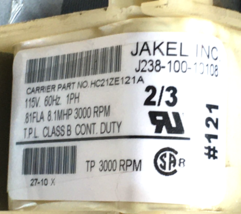 JAKEL INC
J238-100-10108
CARRIER PART NO. HC21ZE121A
115V. 60Hz 1PH
.81FLA 8.1MHP 3000 RPM
T.P.L. CLASS B CONT. DUTY
2/3
#121
TP 3000 RPM
27-10 X